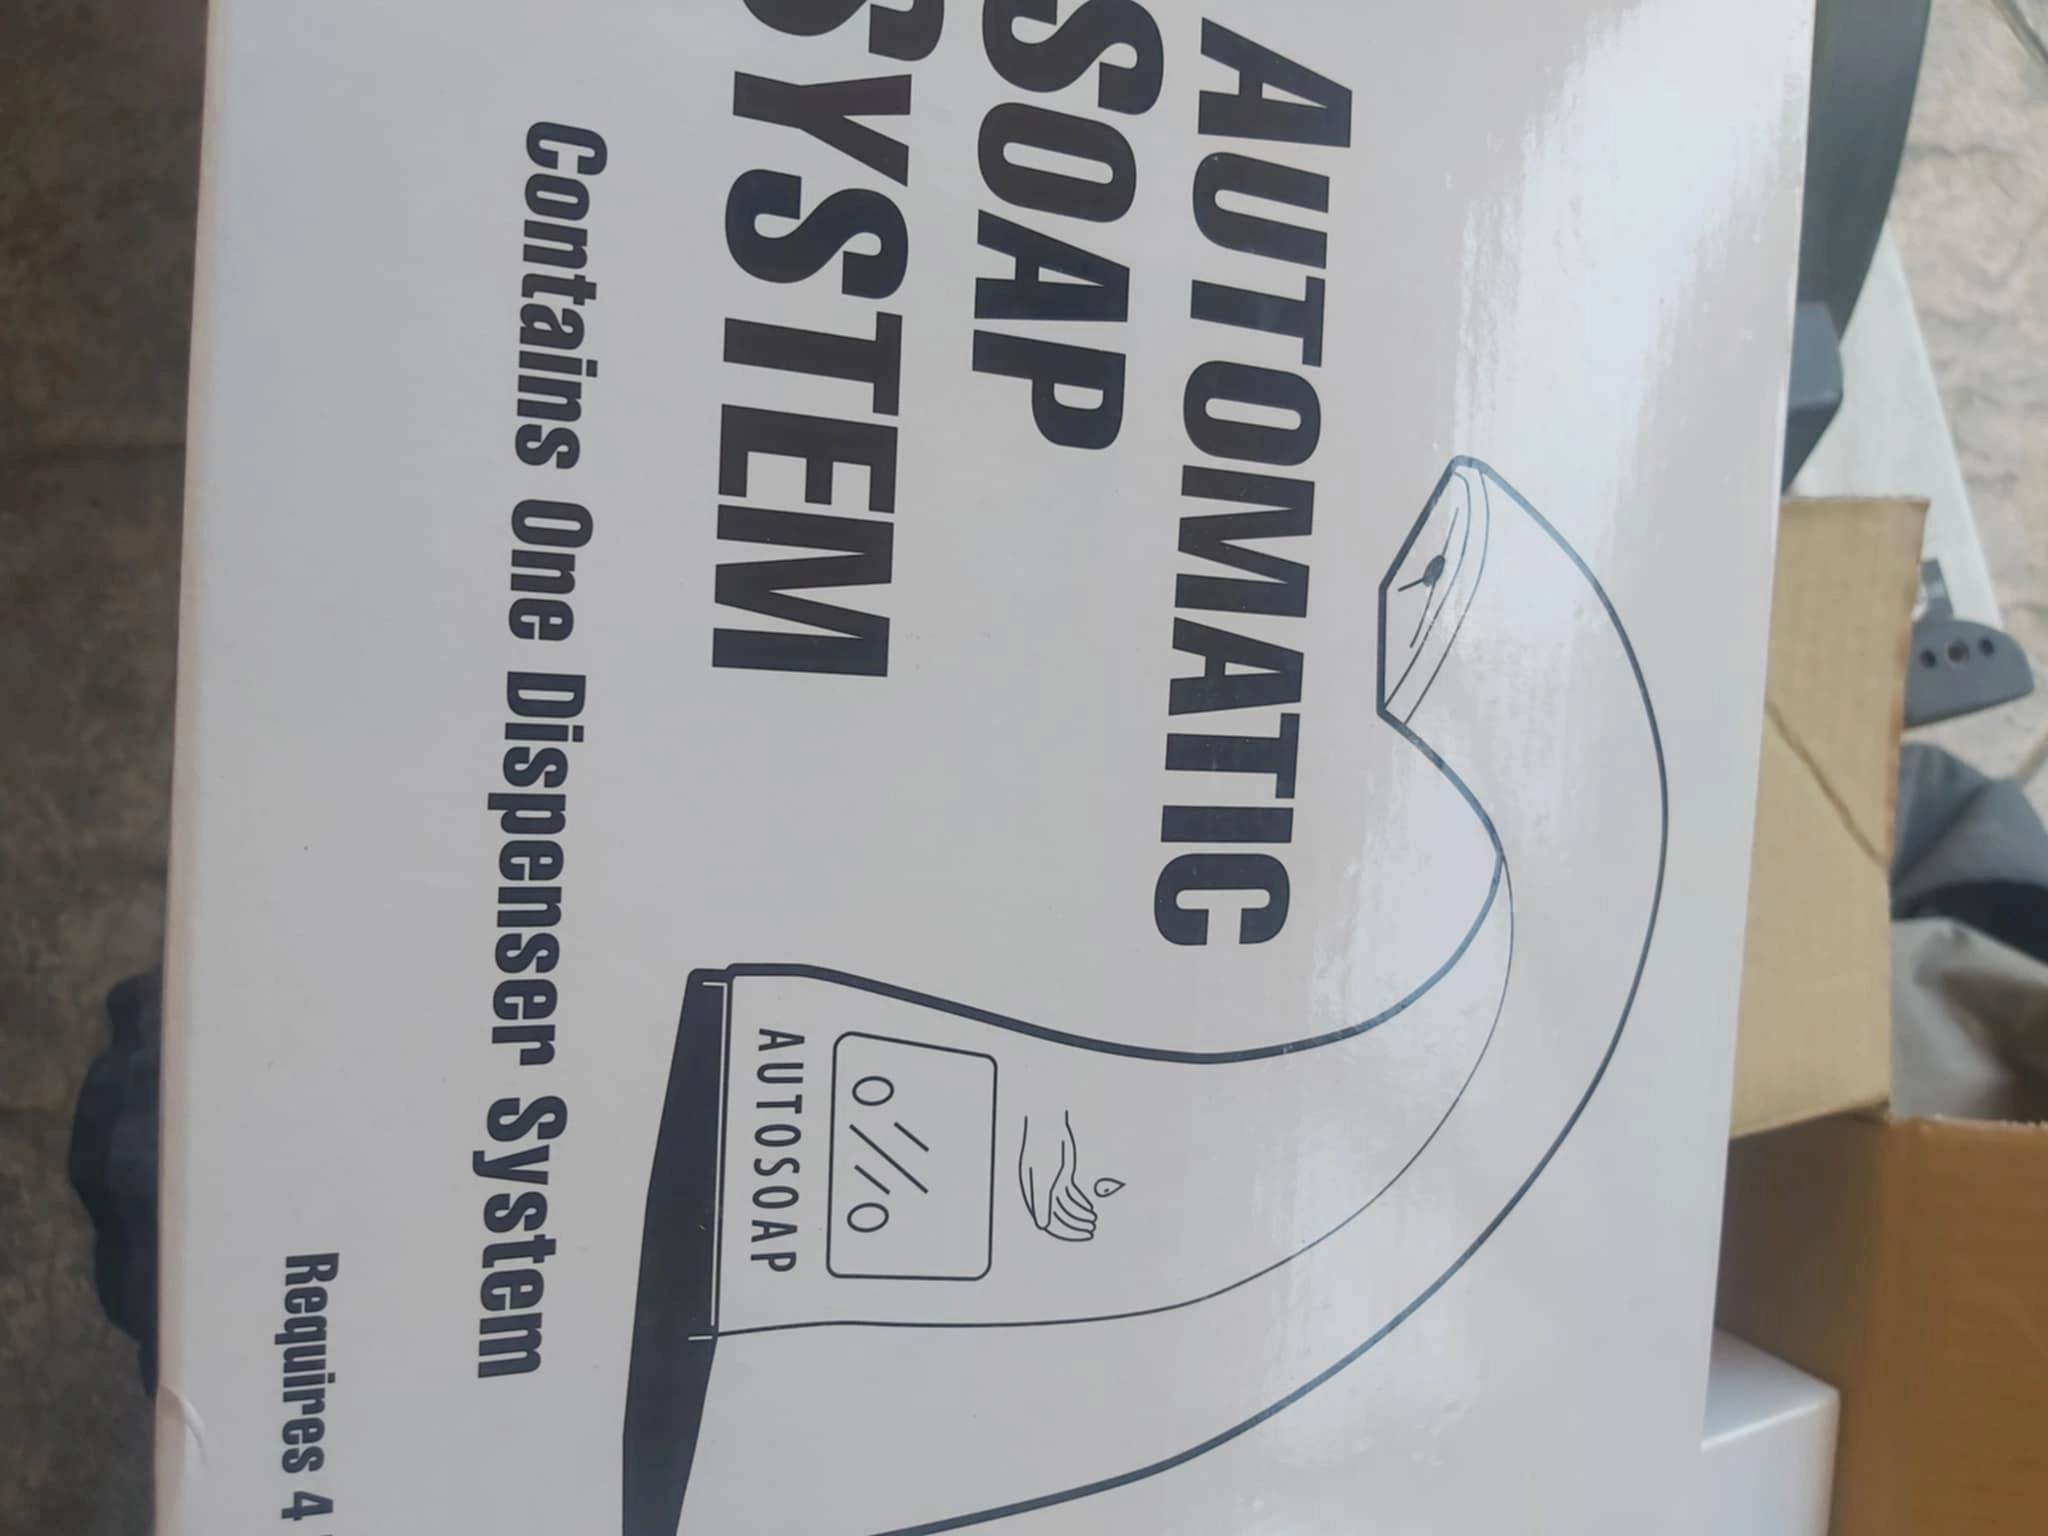 AUTOMATIC
SOAP
SYSTEM
AUTOSOAP
Contains One Dispenser System
Requires 4